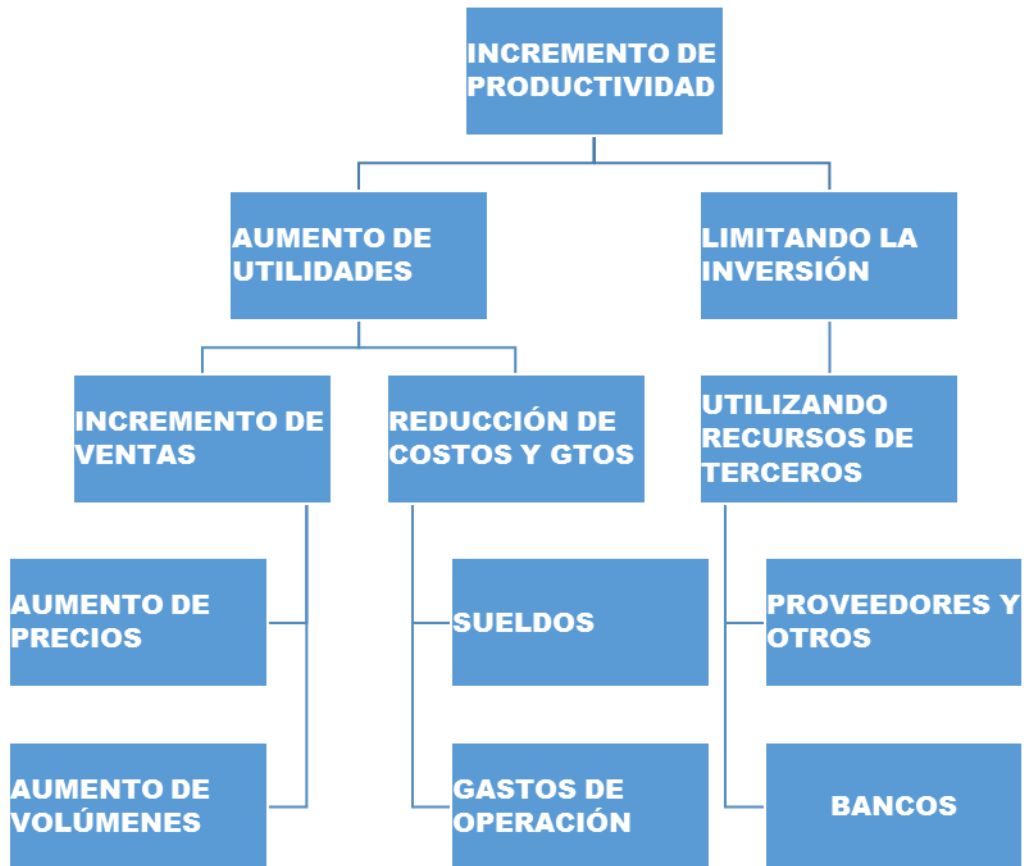 INCREMENTO DE
PRODUCTIVIDAD
AUMENTO DE
UTILIDADES
LIMITANDO LA
INVERSIÓN
INCREMENTO DE
VENTAS
REDUCCIÓN DE
COSTOS Y GTOS
UTILIZANDO
RECURSOS DE
TERCEROS
AUMENTO DE
PRECIOS
SUELDOS
PROVEEDORES Y
OTROS
AUMENTO DE
VOLÚMENES
GASTOS DE
OPERACIÓN
BANCOS